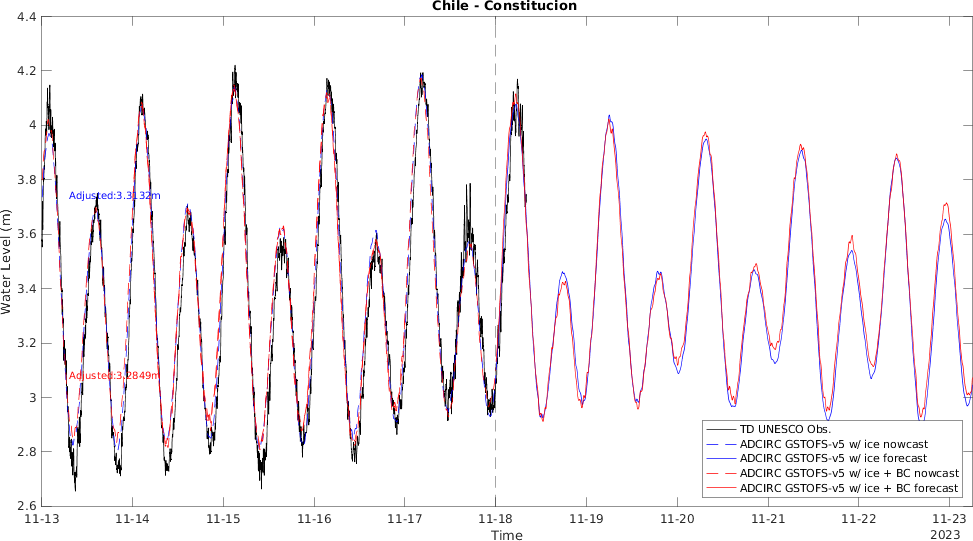 Chile - Constitucion
4.4
4.2
4
3.8
3.6
3.4
3.2
3
2.8
2.6
Water Level (m)
Adjusted:3.3132m
Adjusted:3.2849m
TD UNESCO Obs.
ADCIRC GSTOFS-v5 w/ ice nowcast
ADCIRC GSTOFS-v5 w/ ice forecast
ADCIRC GSTOFS-v5 w/ ice + BC nowcast
ADCIRC GSTOFS-v5 w/ ice + BC forecast
11-13 11-14 11-15 11-16 11-17 11-18 11-19 11-20 11-21 11-22 11-23
Time
2023